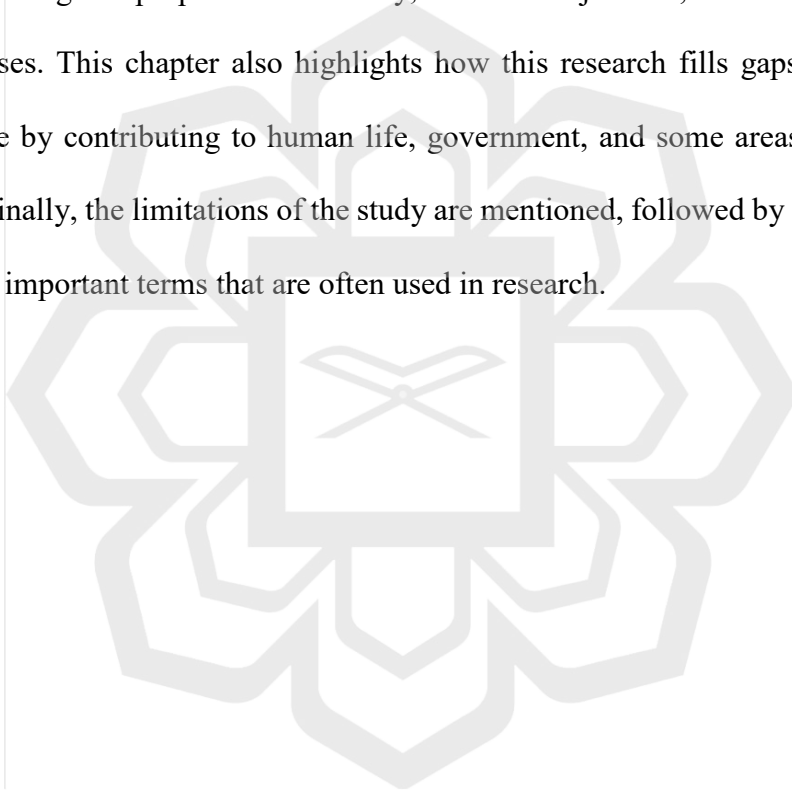 ses. This chapter also highlights how this research fills gaps
e by contributing to human life, government, and some areas
inally, the limitations of the study are mentioned, followed by
important terms that are often used in research.